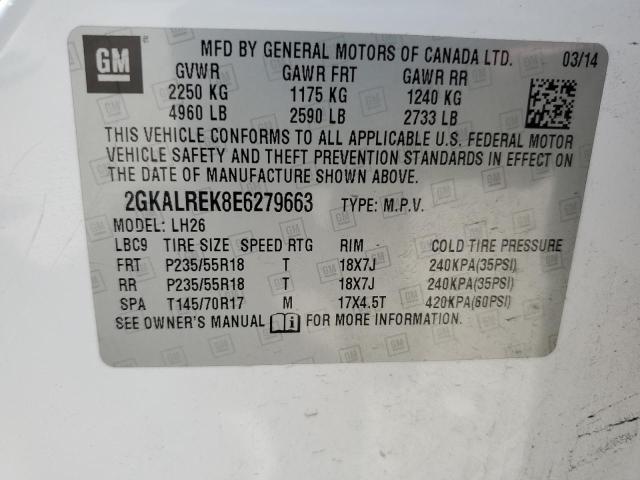 GM
MFD BY GENERAL MOTORS OF CANADA LTD. 03/14
GVWR GAWR FRT GAWR RR
2250 KG 1175 KG 1240 KG
4960 LB 2590 LB 2733 LB
THIS VEHICLE CONFORMS TO ALL APPLICABLE U.S. FEDERAL MOTOR
VEHICLE SAFETY AND THEFT PREVENTION STANDARDS IN EFFECT ON
THE DATE OF MANUFACTURE SHOWN ABOVE.
2GKALREK8E6279663 TYPE: M.P.V.
MODEL: LH26
LBC9 TIRE SIZE SPEED RTG RIM COLD TIRE PRESSURE
FRT P235/55R18 T 18X7J 240KPA(35PSI)
RR P235/55R18 T 18X7J 240KPA(35PSI)
SPA T145/70R17 M 17X4.5T 420KPA(60PSI)
SEE OWNER'S MANUAL FOR MORE INFORMATION.